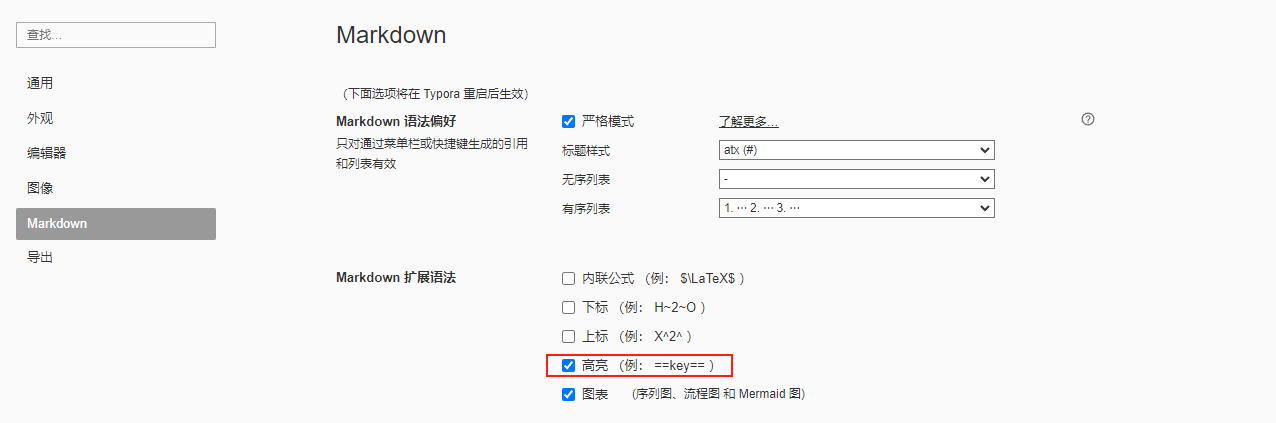 查找...
Markdown
通用
外观
编辑器
图像
Markdown
导出
（下面选项将在 Typora 重启后生效）
Markdown 语法偏好
只对通过菜单栏或快捷键生成的引用
和列表有效
严格模式
了解更多...
标题样式
atx (#)
无序列表
-
有序列表
1. ··· 2. ··· 3. ···
Markdown 扩展语法
内联公式 （例： $\LaTeX$ ）
下标 （例： H~2~O ）
上标 （例： X^2^ ）
高亮 （例： ==key== ）
图表 (序列图、流程图 和 Mermaid 图)